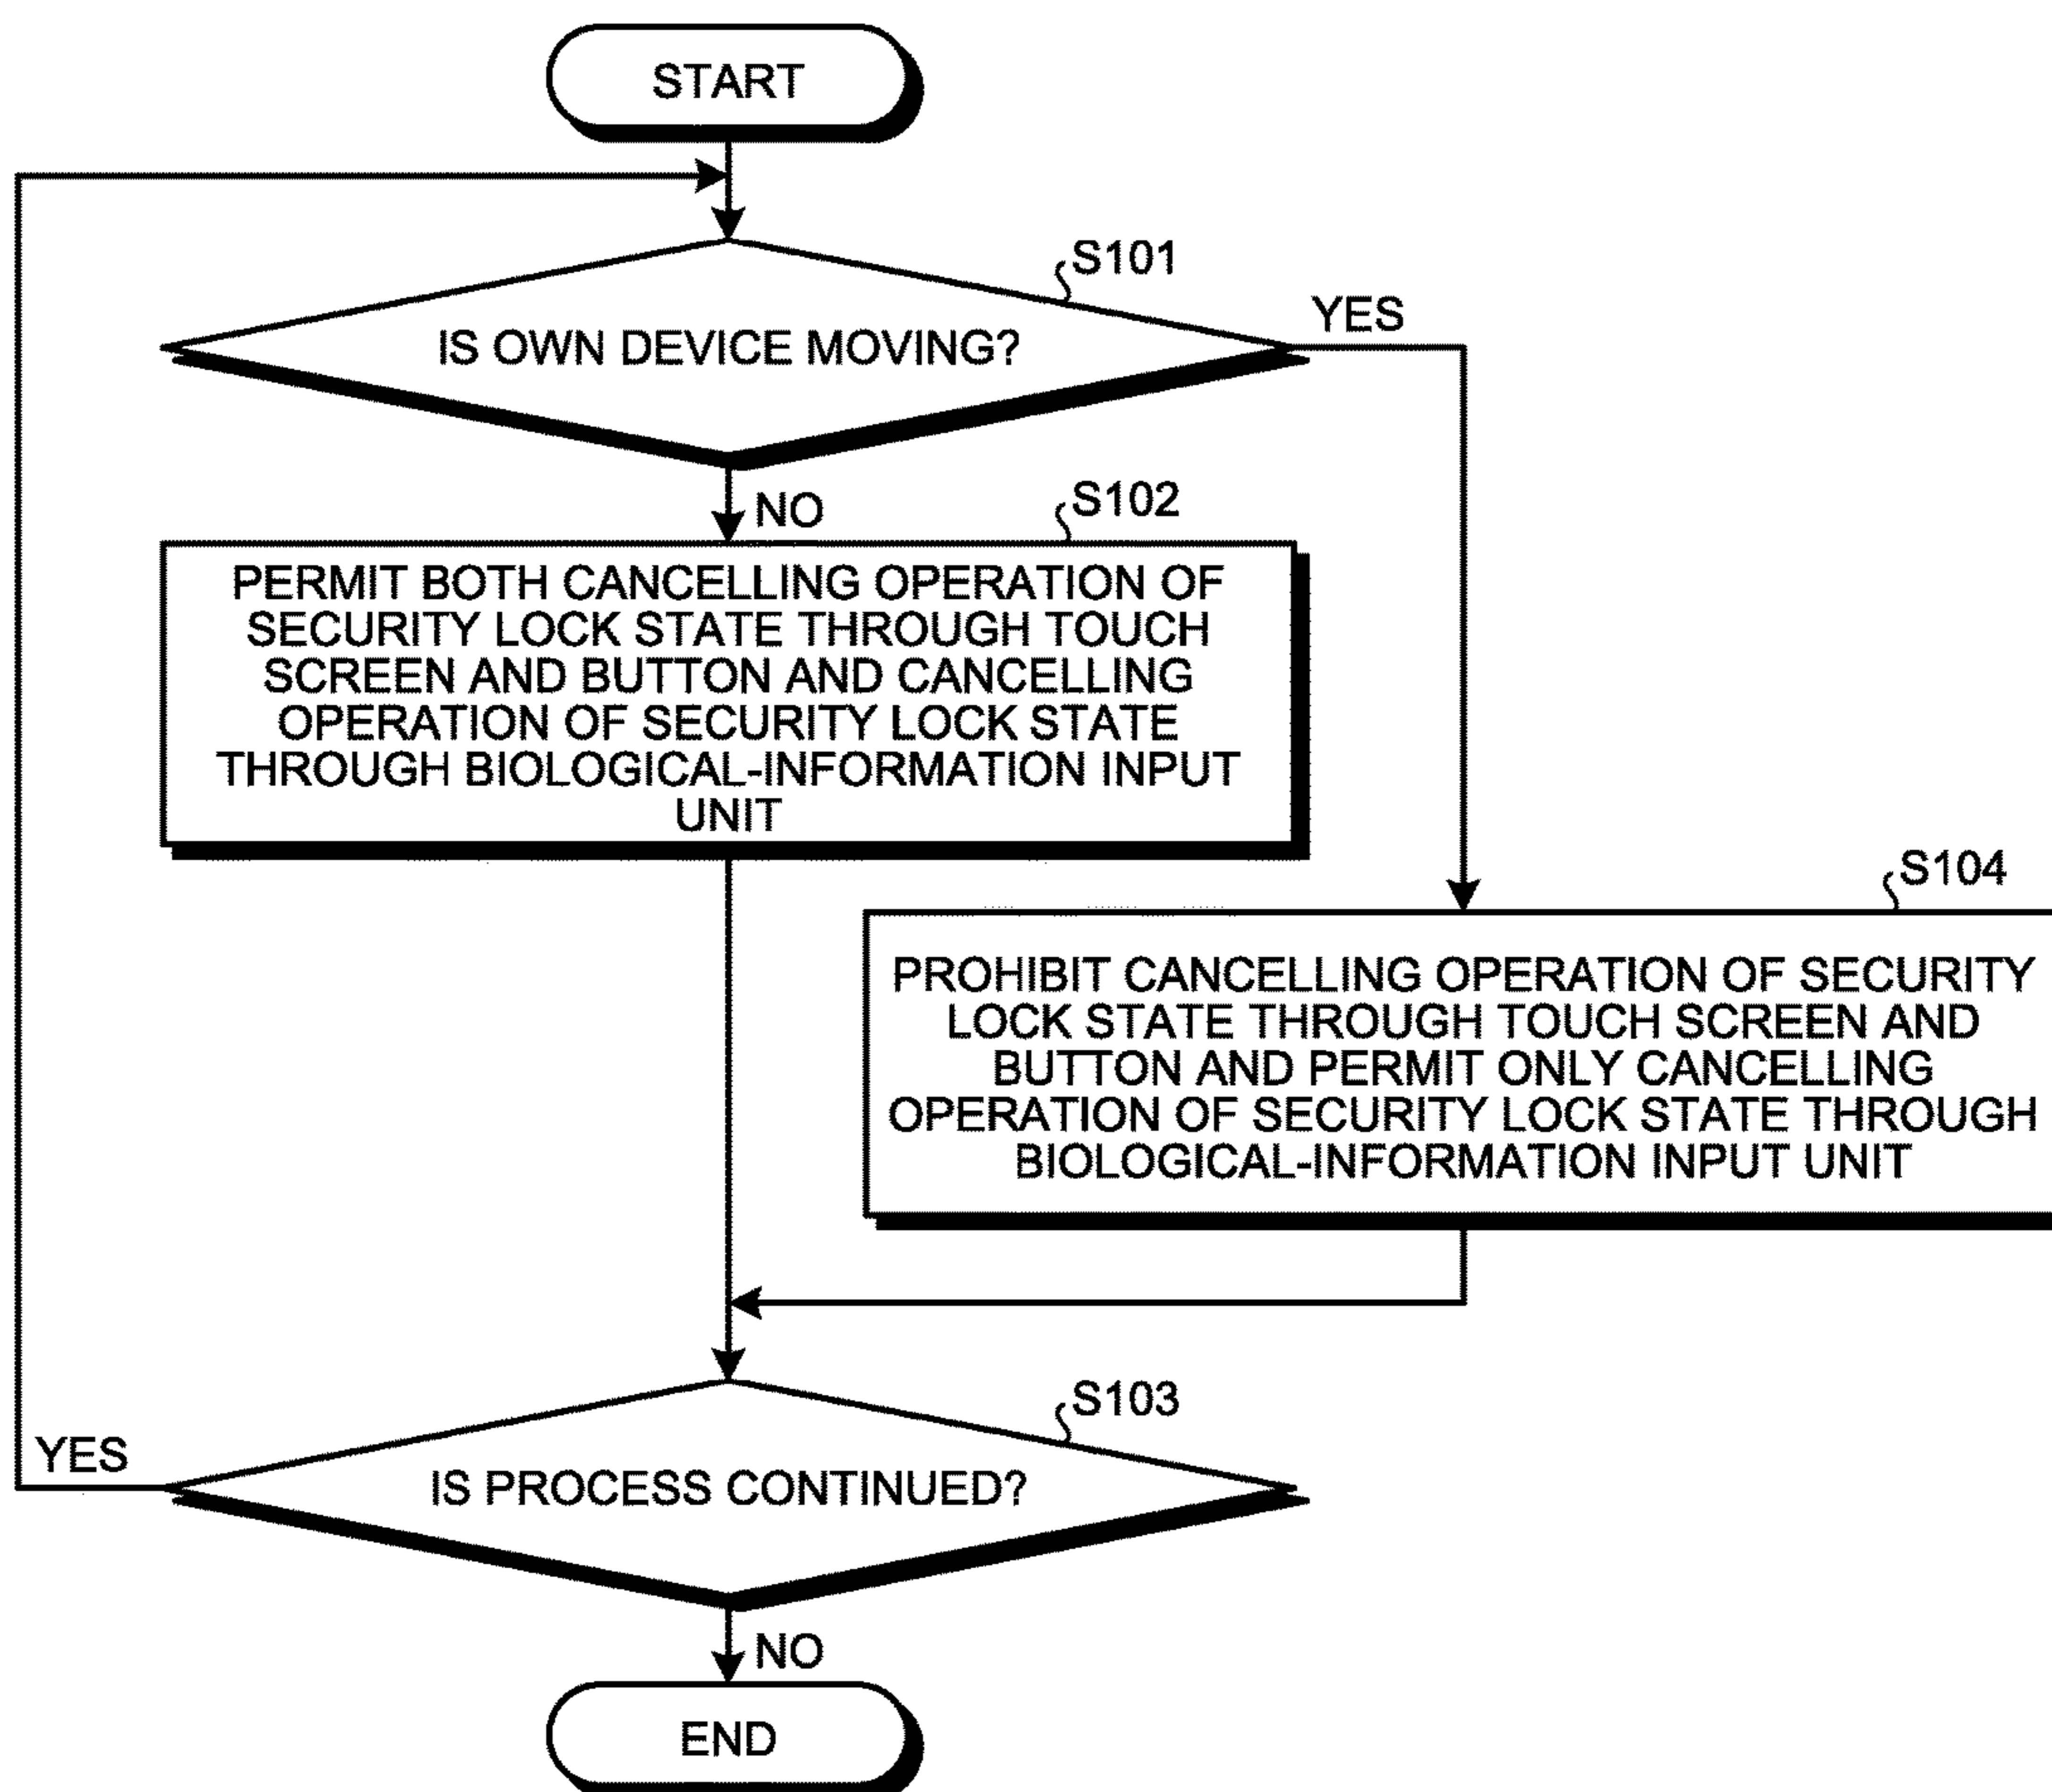 START
S101
IS OWN DEVICE MOVING?
YES
NO
S102
PERMIT BOTH CANCELLING OPERATION OF
SECURITY LOCK STATE THROUGH TOUCH
SCREEN AND BUTTON AND CANCELLING
OPERATION OF SECURITY LOCK STATE
THROUGH BIOLOGICAL-INFORMATION INPUT
UNIT
S104
PROHIBIT CANCELLING OPERATION OF SECURITY
LOCK STATE THROUGH TOUCH SCREEN AND
BUTTON AND PERMIT ONLY CANCELLING
OPERATION OF SECURITY LOCK STATE THROUGH
BIOLOGICAL-INFORMATION INPUT UNIT
S103
YES
IS PROCESS CONTINUED?
NO
END